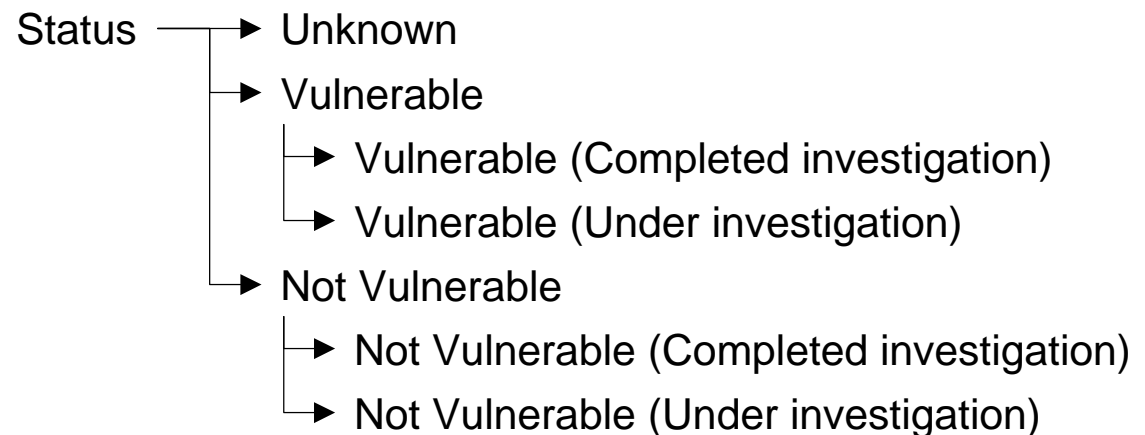 Status Unknown
Vulnerable
Vulnerable (Completed investigation)
Vulnerable (Under investigation)
Not Vulnerable
Not Vulnerable (Completed investigation)
Not Vulnerable (Under investigation)